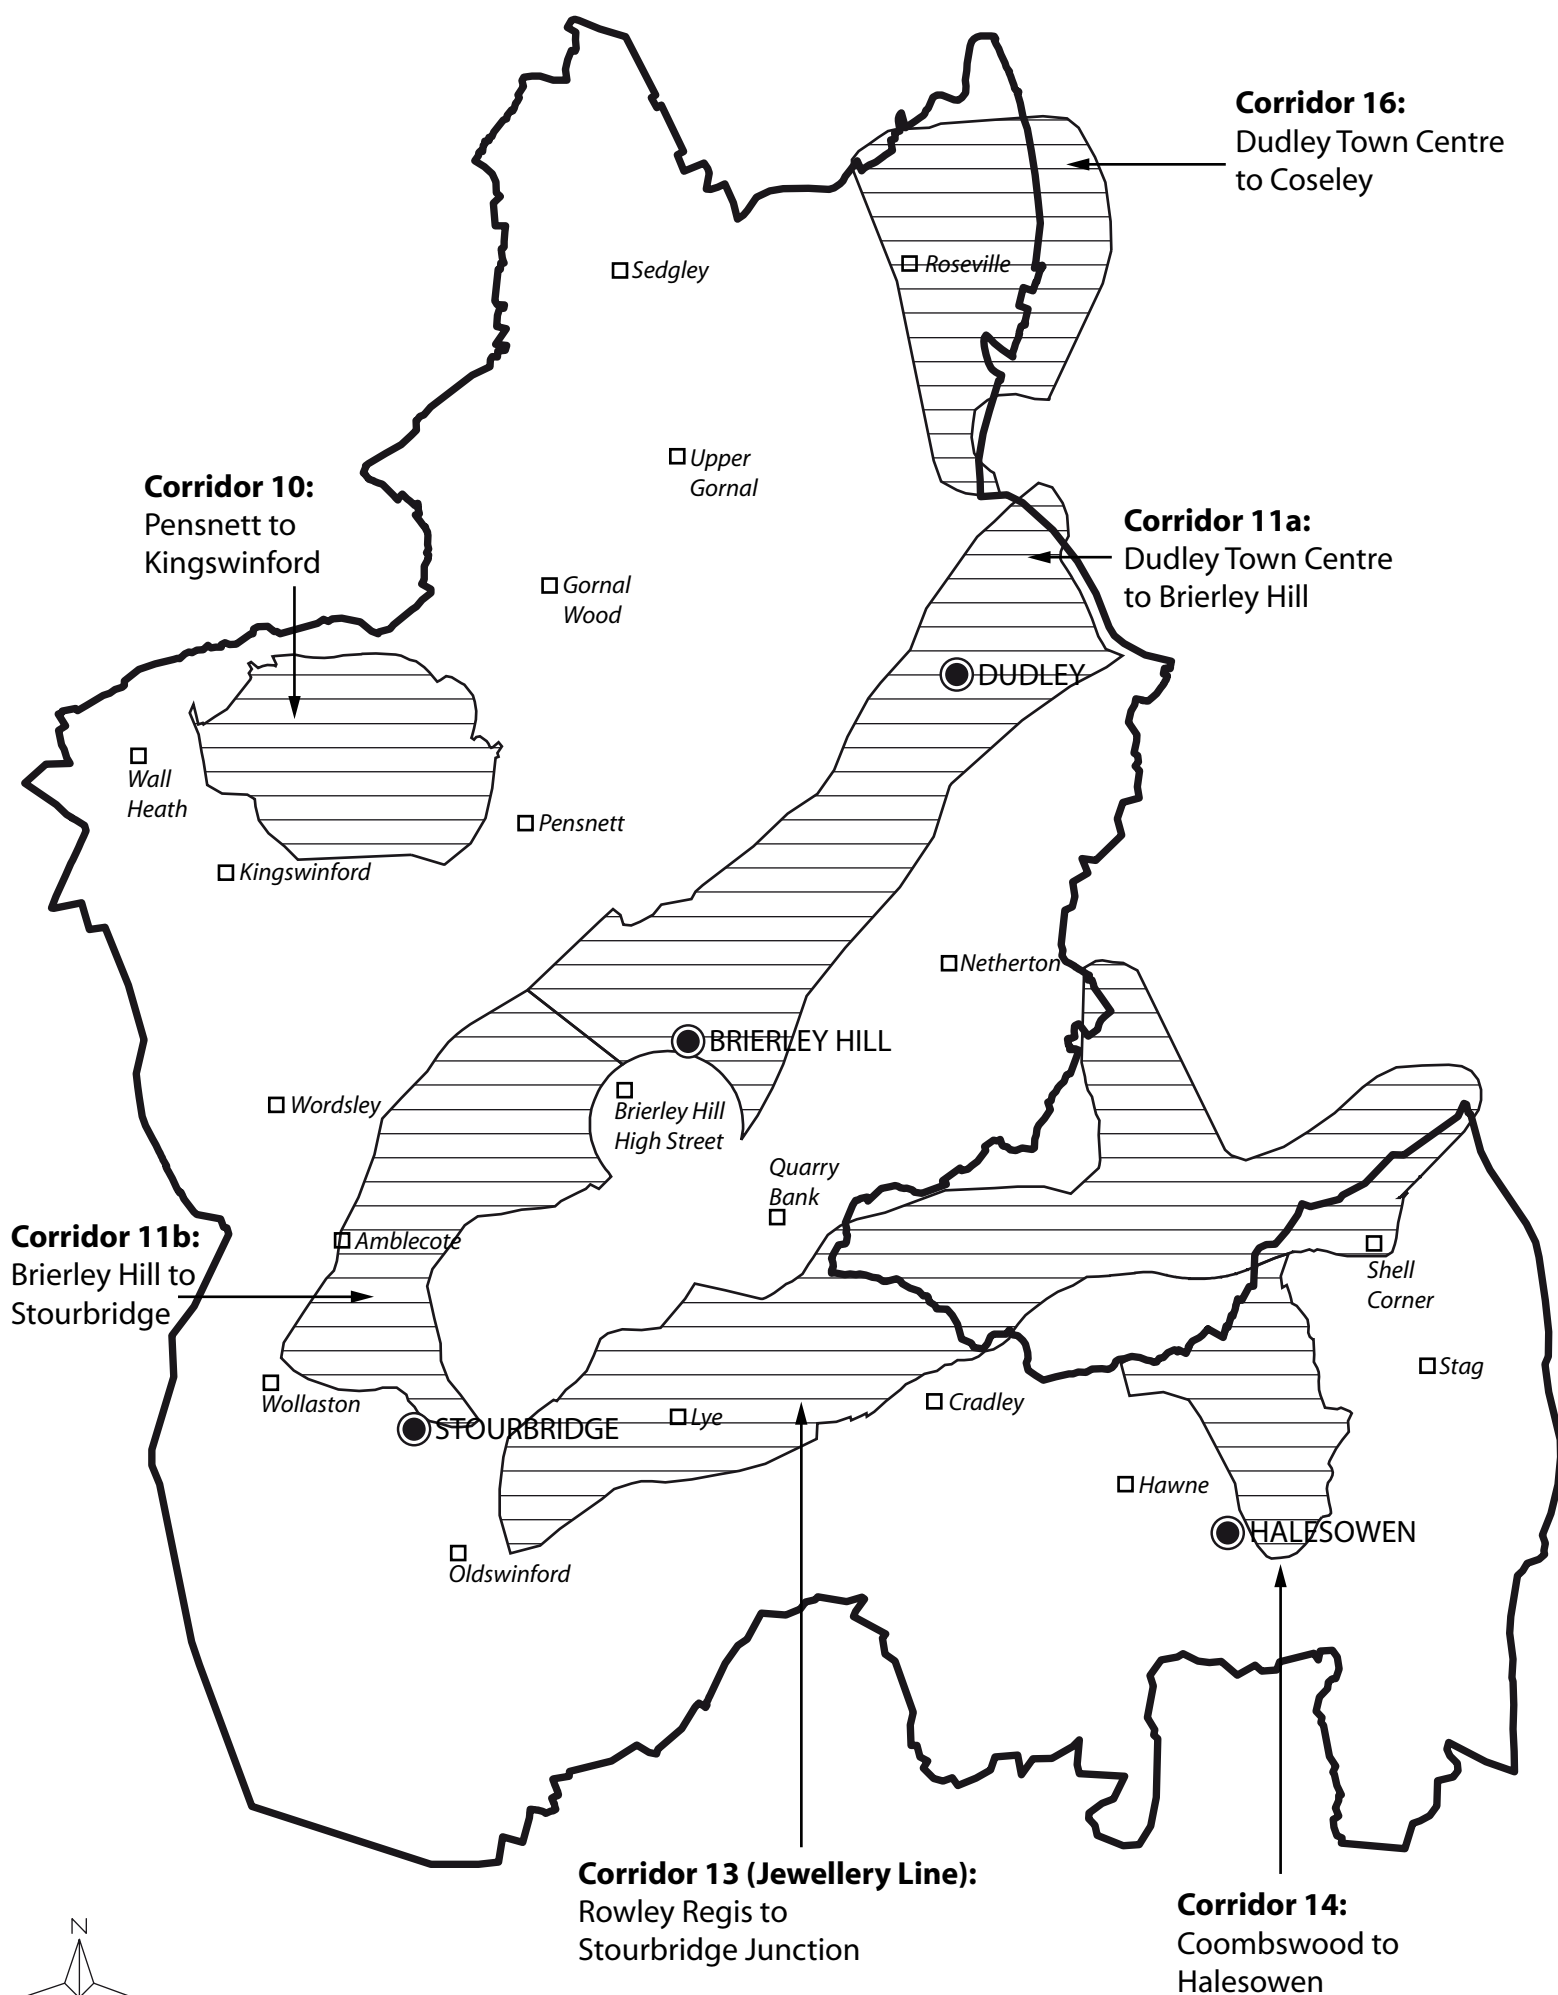 Corridor 16:
Dudley Town Centre
to Coseley
Roseville
Sedgley
Upper
Gornal
Corridor 10:
Pensnett to
Kingswinford
Corridor 11a:
Dudley Town Centre
to Brierley Hill
Gornal
Wood
DUDLEY
Wall
Heath
Pensnett
Kingswinford
Netherton
BRIERLEY HILL
Wordsley
Brierley Hill
High Street
Quarry
Bank
Corridor 11b:
Brierley Hill to
Stourbridge
Amblecote
Shell
Corner
Stag
Wollaston
STOURBRIDGE
Lye
Cradley
Hawne
HALESOWEN
Oldswinford
Corridor 13 (Jewellery Line):
Rowley Regis to
Stourbridge Junction
Corridor 14:
Coombswood to
Halesowen
N